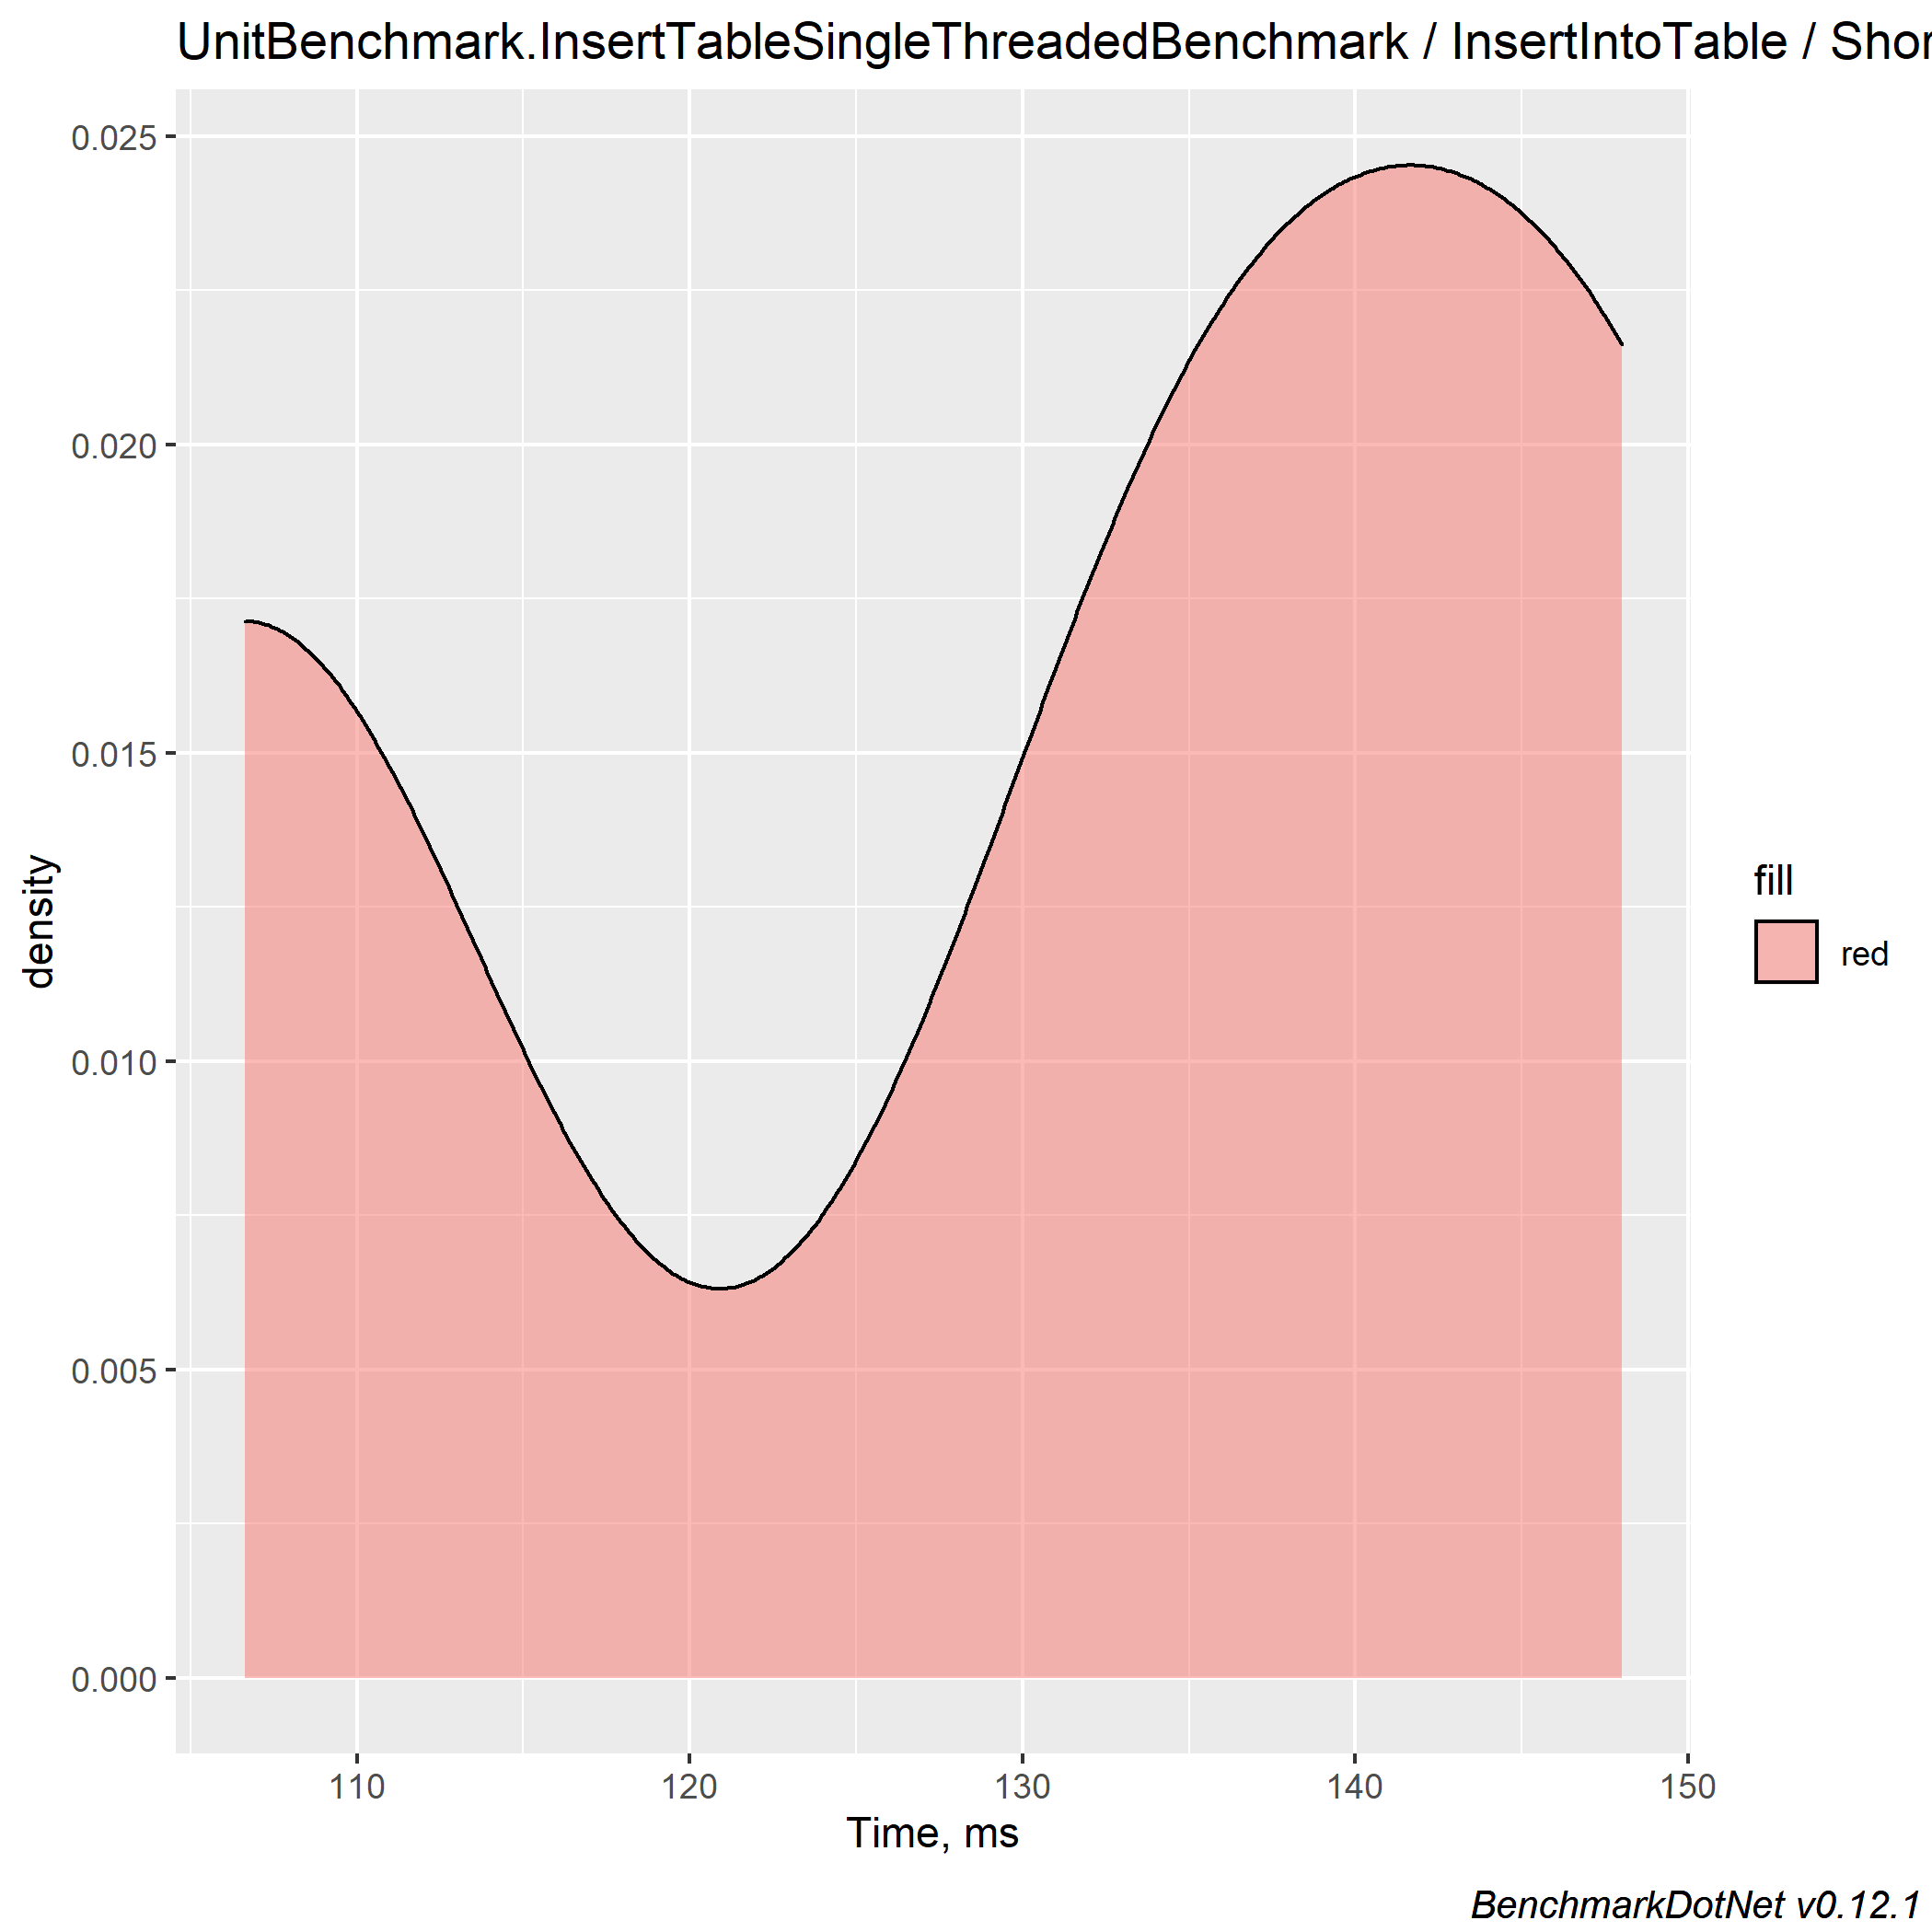 UnitBenchmark.InsertTableSingleThreadedBenchmark / InsertIntoTable / Shor
0.025
0.020
0.015
0.010
0.005
0.000
density
110 120 130 140 150
Time, ms
fill
red
BenchmarkDotNet v0.12.1